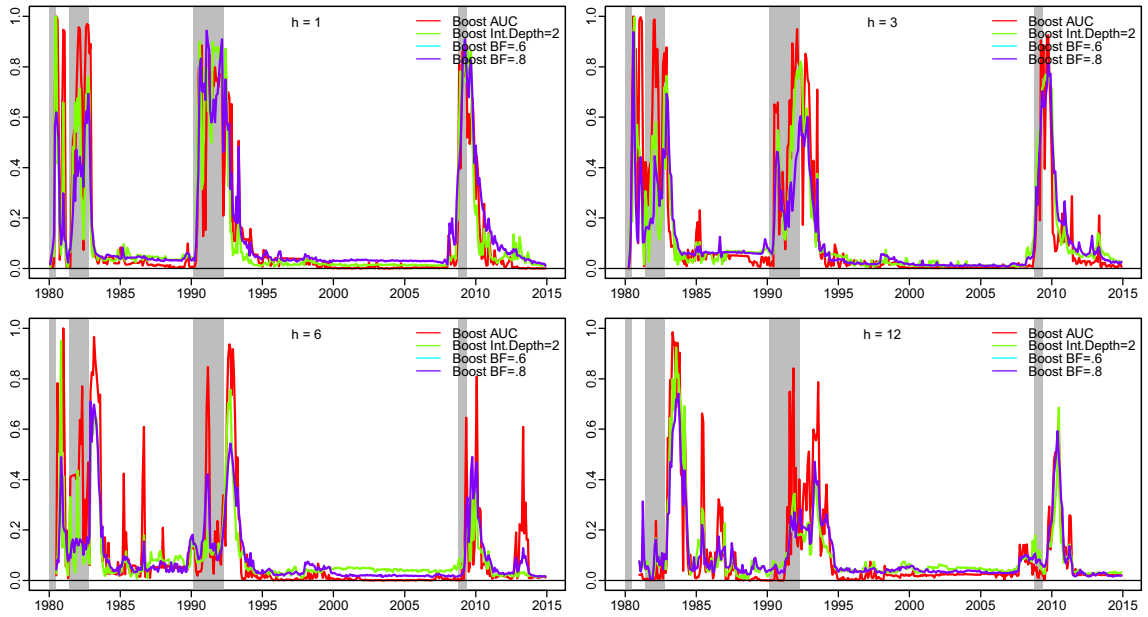 h = 1
Boost AUC
Boost Int.Depth=2
Boost BF=.6
Boost BF=.8
0.0 0.2 0.4 0.6 0.8 1.0
1980 1985 1990 1995 2000 2005 2010 2015
h = 3
Boost AUC
Boost Int.Depth=2
Boost BF=.6
Boost BF=.8
0.0 0.2 0.4 0.6 0.8 1.0
1980 1985 1990 1995 2000 2005 2010 2015
h = 6
Boost AUC
Boost Int.Depth=2
Boost BF=.6
Boost BF=.8
0.0 0.2 0.4 0.6 0.8 1.0
1980 1985 1990 1995 2000 2005 2010 2015
h = 12
Boost AUC
Boost Int.Depth=2
Boost BF=.6
Boost BF=.8
0.0 0.2 0.4 0.6 0.8 1.0
1980 1985 1990 1995 2000 2005 2010 2015